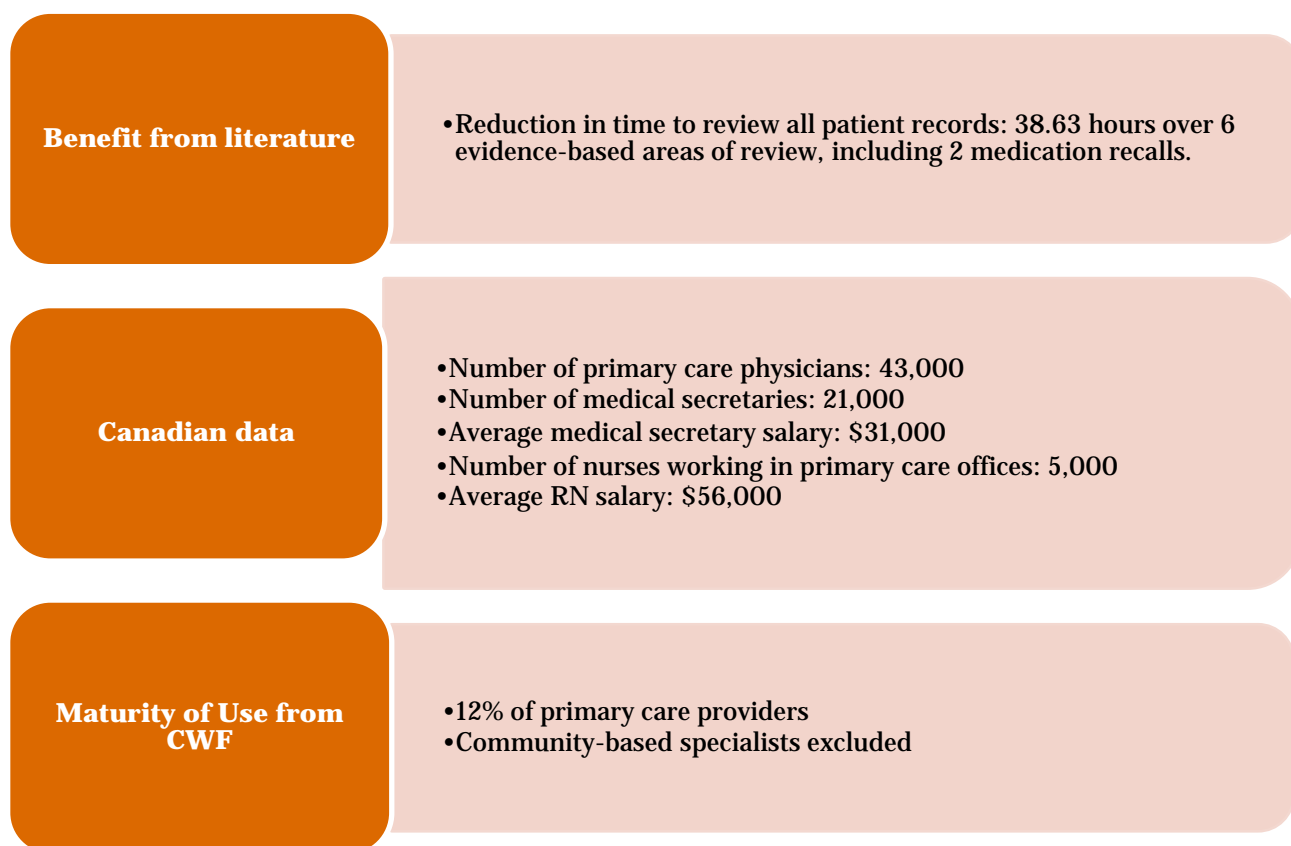 Benefit from literature
•Reduction in time to review all patient records: 38.63 hours over 6
evidence-based areas of review, including 2 medication recalls.
Canadian data
•Number of primary care physicians: 43,000
•Number of medical secretaries: 21,000
•Average medical secretary salary: $31,000
•Number of nurses working in primary care offices: 5,000
•Average RN salary: $56,000
Maturity of Use from
CWF
•12% of primary care providers
•Community-based specialists excluded